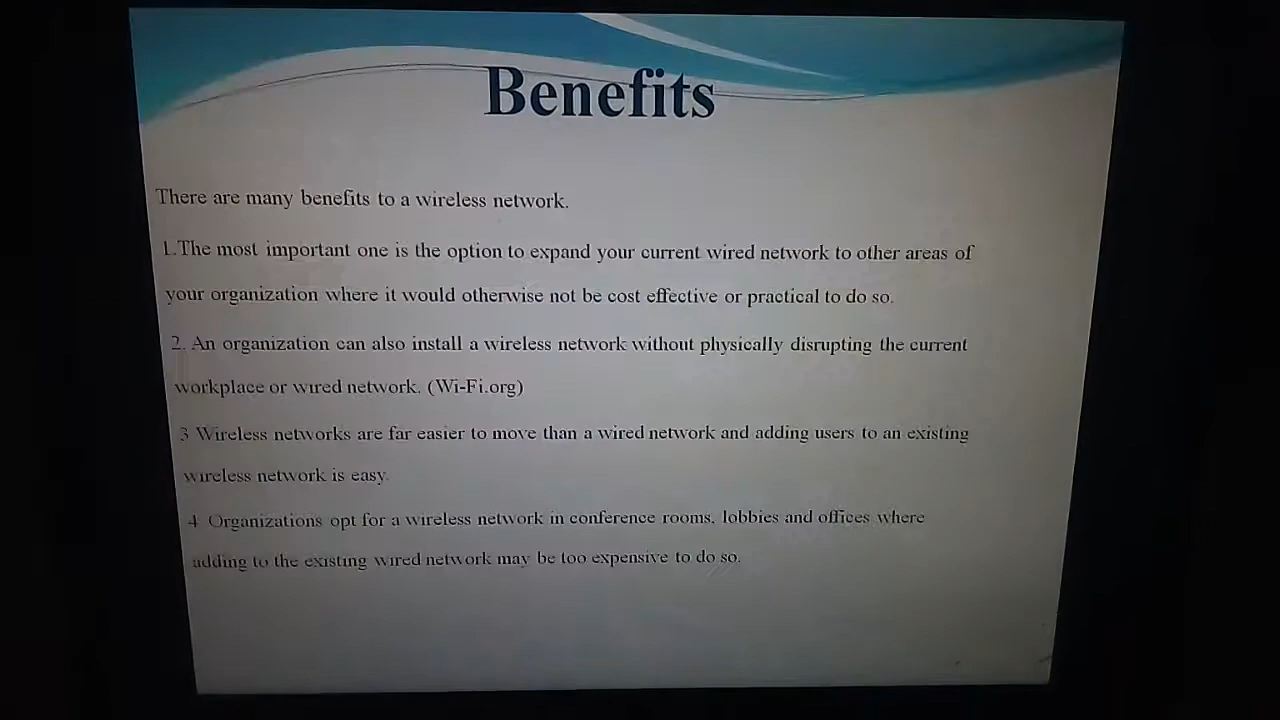 Benefits
There are many benefits to a wireless network.
1.The most important one is the option to expand your current wired network to other areas of
your organization where it would otherwise not be cost effective or practical to do so.
2. An organization can also install a wireless network without physically disrupting the current
workplace or wired network. (Wi-Fi.org)
3 Wireless networks are far easier to move than a wired network and adding users to an existing
wireless network is easy.
4 Organizations opt for a wireless network in conference rooms, lobbies and offices where
adding to the existing wired network may be too expensive to do so.